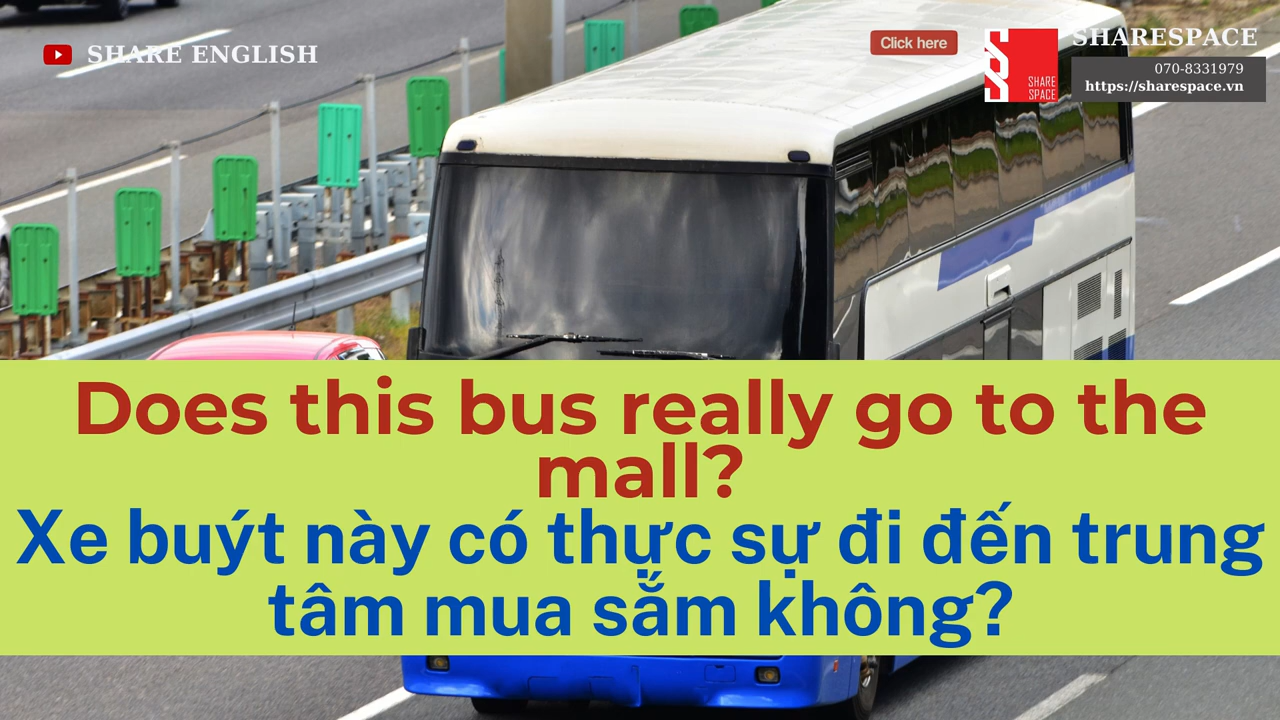 SHARE ENGLISH
Click here
SHARE SPACE
SHARESPACE
070-8331979
https://sharespace.vn
Does this bus really go to the
mall?
Xe buýt này có thực sự đi đến trung
tâm mua sắm không?